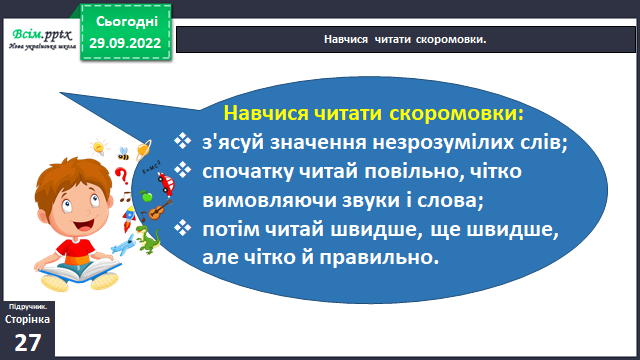 Всім.pptx
Нова українська школа
Сьогодні
29.09.2022
Навчися читати скоромовки.
Навчися читати скоромовки:
❖ з'ясуй значення незрозумілих слів;
❖ спочатку читай повільно, чітко
вимовляючи звуки і слова;
❖ потім читай швидше, ще швидше,
але чітко й правильно.
E=mc2
?
Підручник.
Сторінка
27